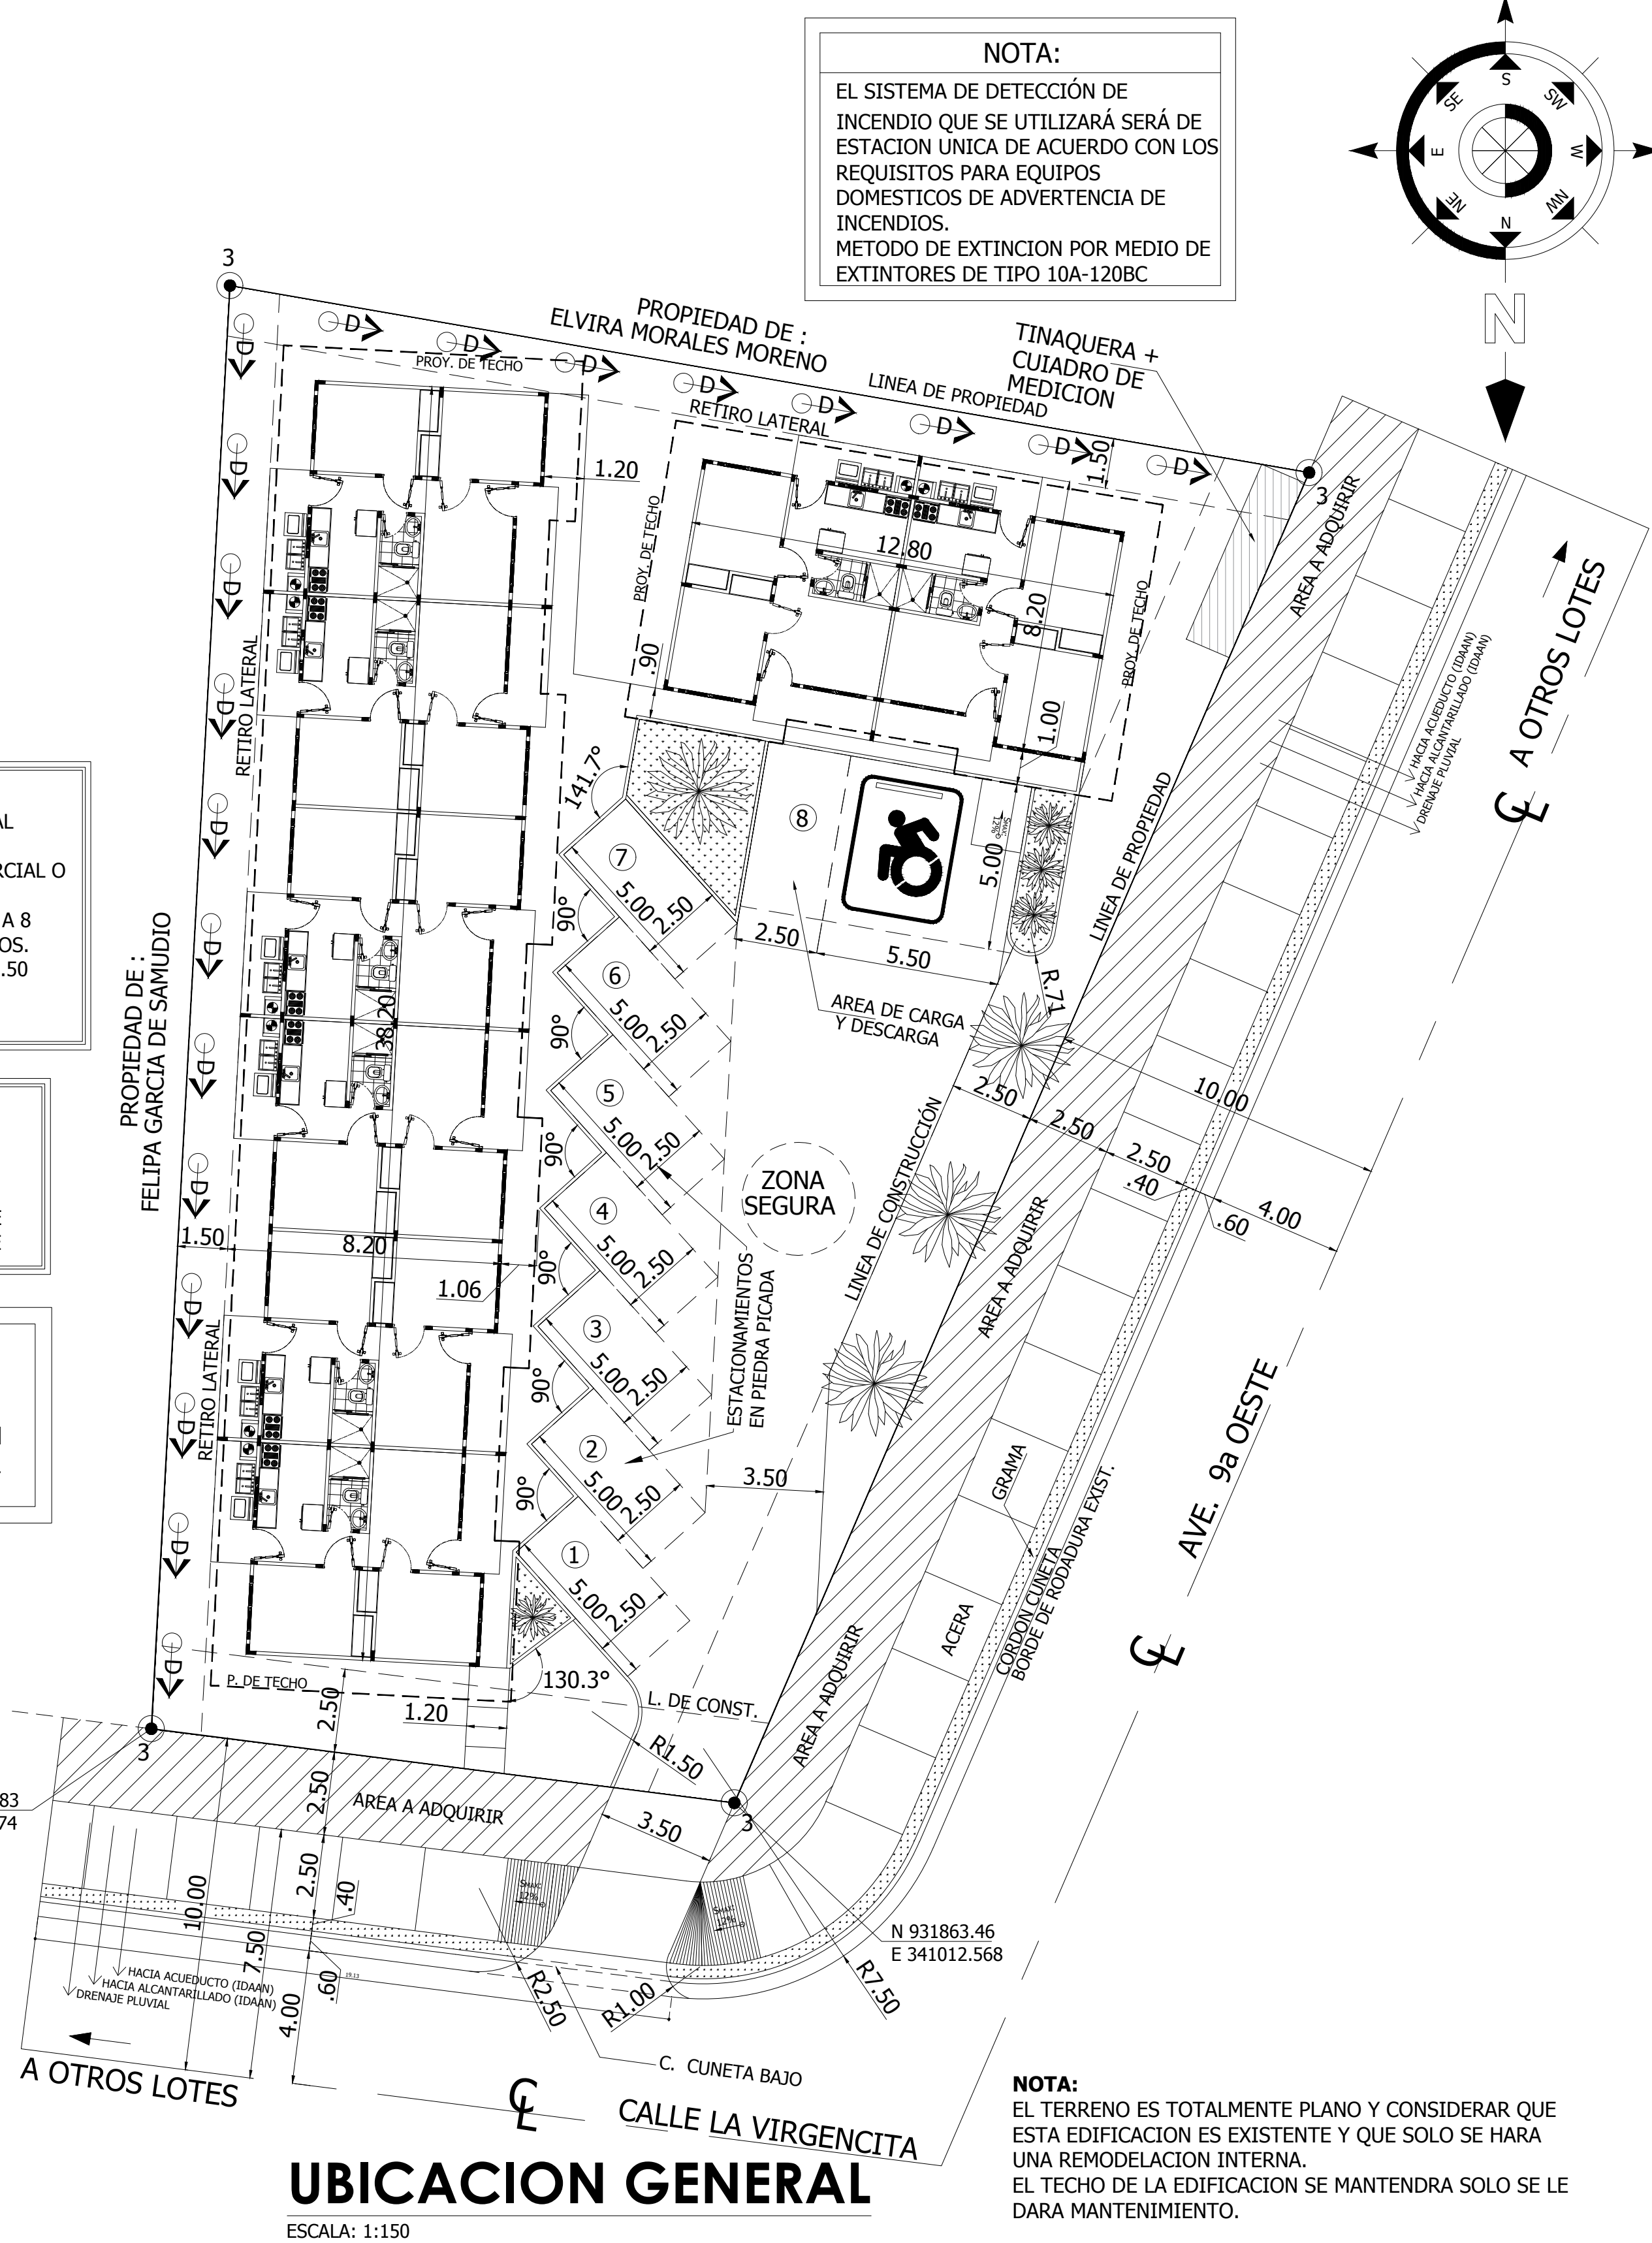 NOTA:
EL SISTEMA DE DETECCIÓN DE
INCENDIO QUE SE UTILIZARÁ SERÁ DE
ESTACION UNICA DE ACUERDO CON LOS
REQUISITOS PARA EQUIPOS
DOMESTICOS DE ADVERTENCIA DE
INCENDIOS.
METODO DE EXTINCION POR MEDIO DE
EXTINTORES DE TIPO 10A-120BC
S
SW
W
NW
N
NE
E
SE
N
3
D
D
D
D
D
D
D
D
PROPIEDAD DE :
ELVIRA MORALES MORENO
LINEA DE PROPIEDAD
RETIRO LATERAL
TINAQUERA +
CUIADRO DE
MEDICION
1.50
3
PROY. DE TECHO
1.20
PROY. DE TECHO
12.80
8.20
PROY. DE TECHO
.90
1.00
AREA A ADQUIRIR
HACIA ACUEDUCTO (IDAAN)
HACIA ALCANTARILLADO (IDAAN)
DRENAJE PLUVIAL
A OTROS LOTES
CL
D
D
D
D
D
D
D
D
D
D
D
D
RETIRO LATERAL
PROPIEDAD DE :
FELIPA GARCIA DE SAMUDIO
AL
RCIAL O
A 8
OS.
.50
38.20
1.50
8.20
1.06
RETIRO LATERAL
141.7°
7
5.00
2.50
90°
6
5.00
2.50
90°
5
5.00
2.50
90°
4
5.00
2.50
90°
3
5.00
2.50
90°
2
5.00
2.50
90°
1
5.00
2.50
130.3°
8
5.00
12%
2.50
5.50
R.71
AREA DE CARGA
Y DESCARGA
LINEA DE PROPIEDAD
LINEA DE CONSTRUCCIÓN
ZONA
SEGURA
ESTACIONAMIENTOS
EN PIEDRA PICADA
3.50
2.50
2.50
2.50
.40
.60
4.00
10.00
AREA A ADQUIRIR
AVE. 9a OESTE
CL
GRAMA
ACERA
CORDON CUNETA
BORDE DE RODADURA EXIST.
AREA A ADQUIRIR
P. DE TECHO
L. DE CONST.
2.50
1.20
R1.50
3
83
74
2.50
AREA A ADQUIRIR
3.50
3
10.00
7.50
2.50
.40
.60
4.00
12%
12%
19.13
R2.50
R1.00
R7.50
N 931863.46
E 341012.568
HACIA ACUEDUCTO (IDAAN)
HACIA ALCANTARILLADO (IDAAN)
DRENAJE PLUVIAL
A OTROS LOTES
C. CUNETA BAJO
CL
CALLE LA VIRGENCITA
UBICACION GENERAL
ESCALA: 1:150
NOTA:
EL TERRENO ES TOTALMENTE PLANO Y CONSIDERAR QUE
ESTA EDIFICACION ES EXISTENTE Y QUE SOLO SE HARA
UNA REMODELACION INTERNA.
EL TECHO DE LA EDIFICACION SE MANTENDRA SOLO SE LE
DARA MANTENIMIENTO.